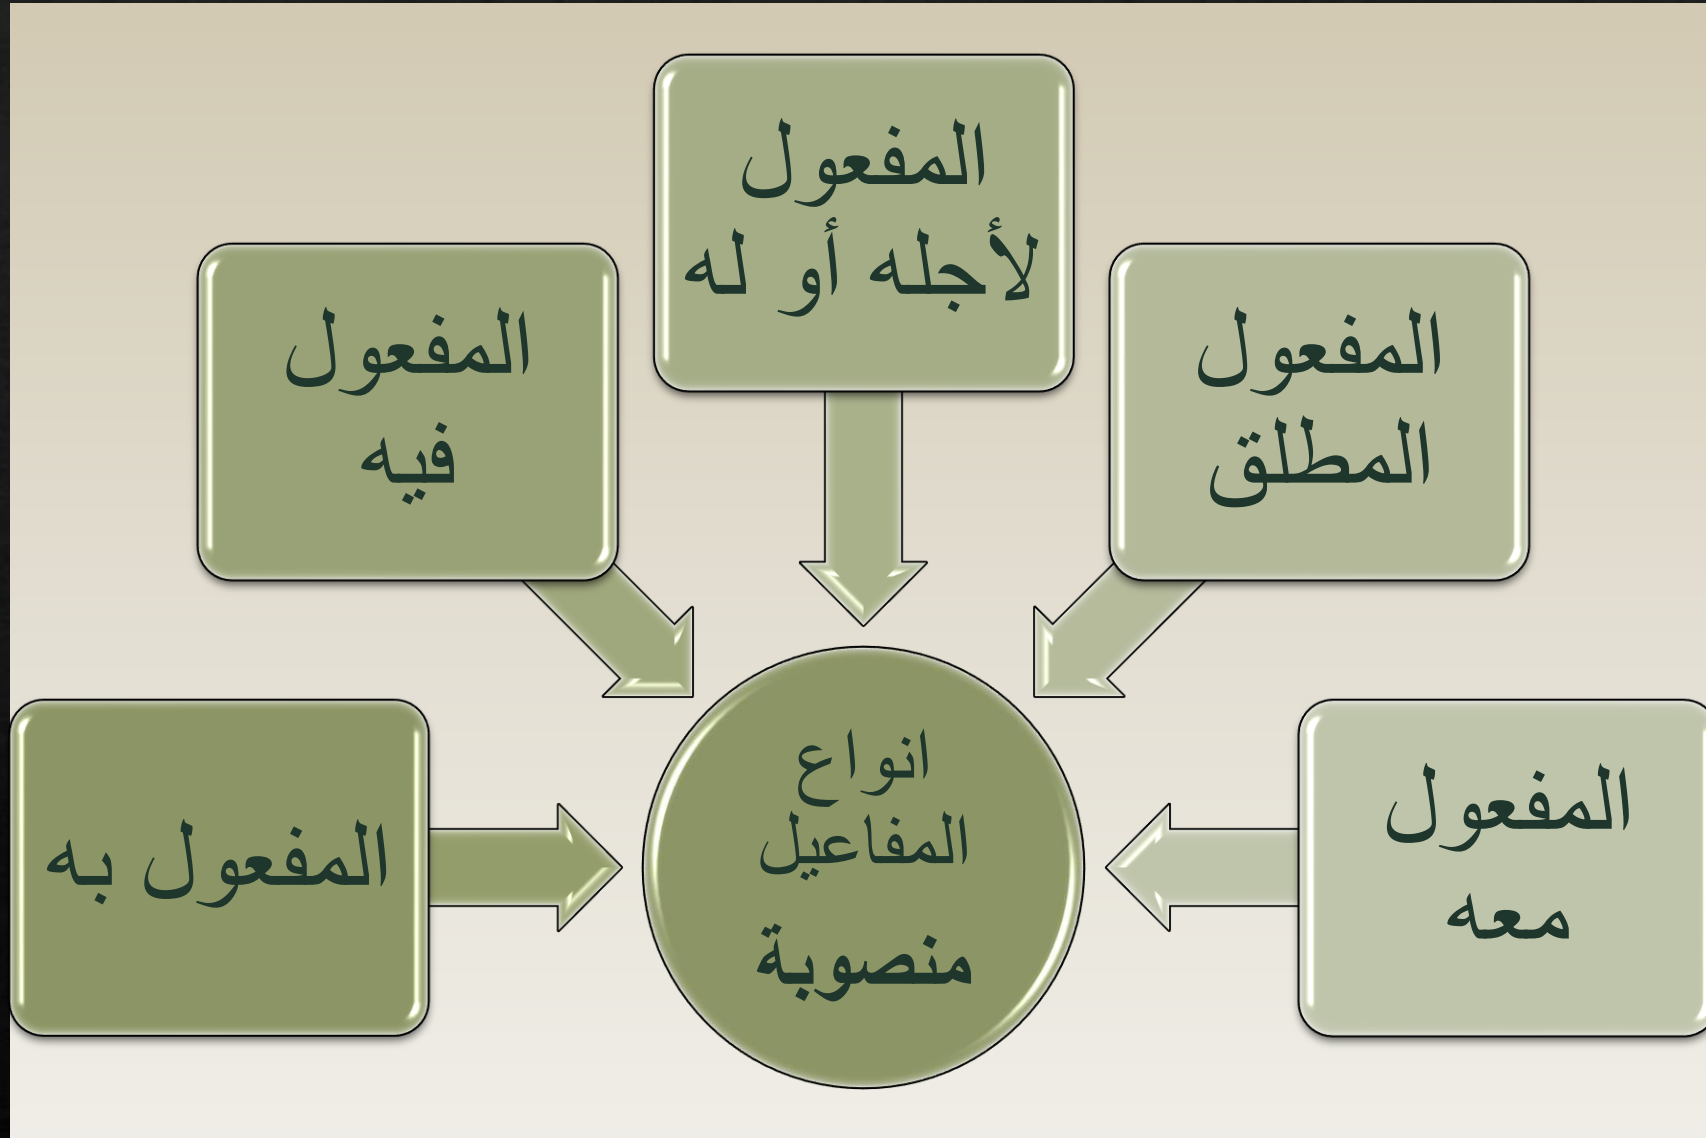 المفعول
لأجله أو له
المفعول
المطلق
المفعول
فيه
المفعول
معه
المفعول به
انواع
المفاعيل
منصوبة